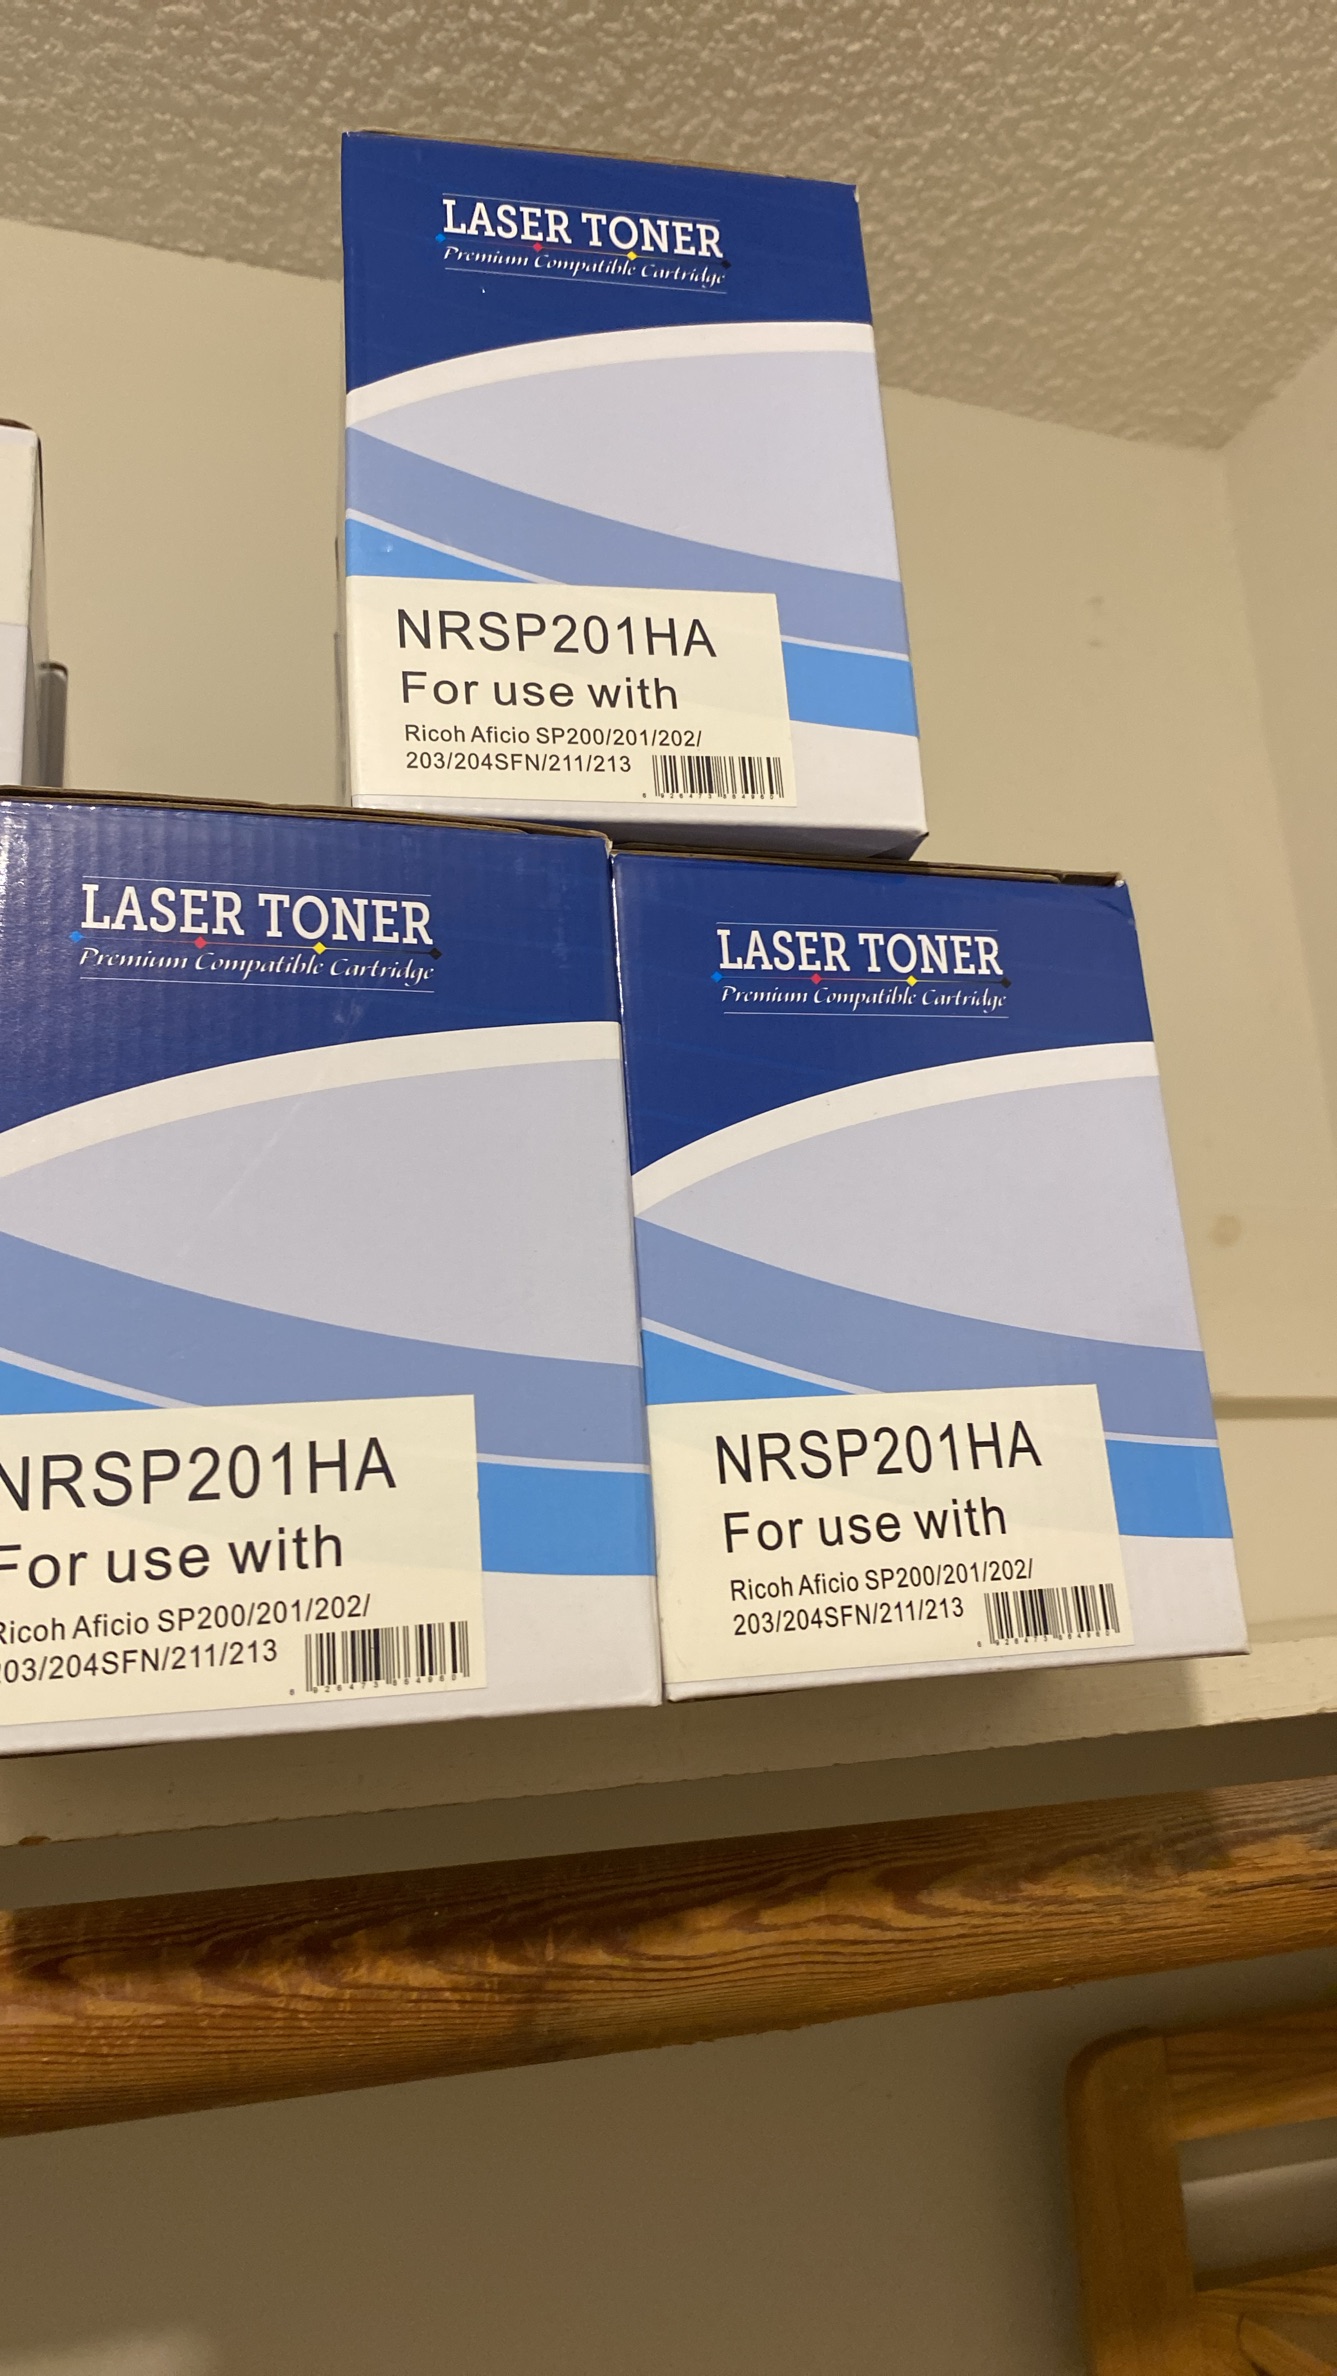 LASER TONER
Premium Compatible Cartridge
NRSP201HA
For use with
Ricoh Aficio SP200/201/202/
203/204SFN/211/213
LASER TONER
Premium Compatible Cartridge
NRSP201HA
For use with
Ricoh Aficio SP200/201/202/
03/204SFN/211/213
LASER TONER
Premium Compatible Cartridge
NRSP201HA
For use with
Ricoh Aficio SP200/201/202/
203/204SFN/211/213